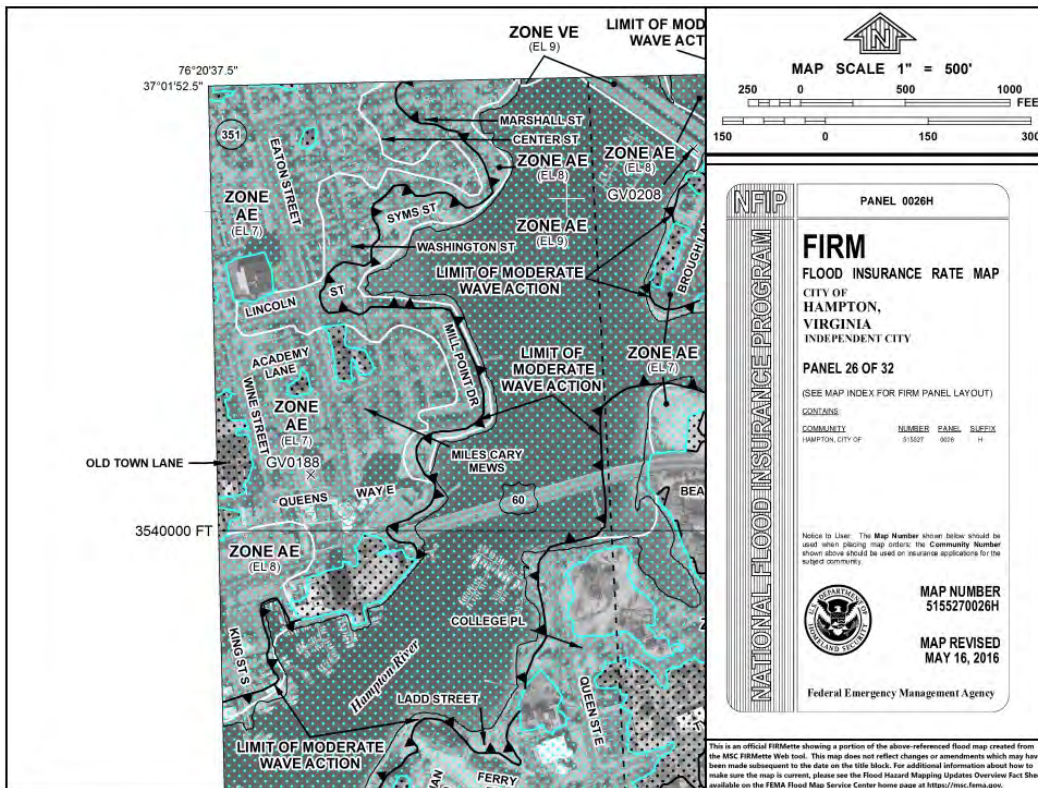 ZONE VE
(EL 9)
LIMIT OF MOD
WAVE ACT
76°20'37.5"
37°01'52.5"
351
MARSHALL ST
CENTER ST
EATON STREET
ZONE AE
(EL 8)
ZONE AE
(EL 8)
GV0208
ZONE
AE
(EL 7)
SYMS ST
ZONE AE
(EL 9)
WASHINGTON ST
BROUGH LA
LIMIT OF MODERATE
WAVE ACTION
LINCOLN
ST
MILL POINT DR
ACADEMY
LANE
LIMIT OF
MODERATE
WAVE ACTION
ZONE AE
(EL 7)
WINE STREET
ZONE
AE
(EL 7)
OLD TOWN LANE
GV0188
MILES CARY
MEWS
QUEENS
WAY E
60
BEA
3540000 FT
ZONE AE
(EL 8)
COLLEGE PL
KING ST S
Hampton River
LADD STREET
QUEEN ST E
LIMIT OF MODERATE
WAVE ACTION
FERRY
N
MAP SCALE 1" = 500'
250 0 500 1000
FEE
150 0 150 300
NFIP
NATIONAL FLOOD INSURANCE PROGRAM
PANEL 0026H
FIRM
FLOOD INSURANCE RATE MAP
CITY OF
HAMPTON,
VIRGINIA
INDEPENDENT CITY
PANEL 26 OF 32
(SEE MAP INDEX FOR FIRM PANEL LAYOUT)
CONTAINS
COMMUNITY NUMBER PANEL SUFFIX
HAMPTON, CITY OF 515527 0026 H
Notice to User: The Map Number shown below should be
used when placing map orders; the Community Number
shown above should be used on insurance applications for the
subject community.
U.S. DEPARTMENT OF
HOMELAND SECURITY
MAP NUMBER
5155270026H
MAP REVISED
MAY 16, 2016
Federal Emergency Management Agency
This is an official FIRMette showing a portion of the above-referenced flood map created from
the MSC FIRMette Web tool. This map does not reflect changes or amendments which may hav
been made subsequent to the date on the title block. For additional information about how to
make sure the map is current, please see the Flood Hazard Mapping Updates Overview Fact She
available on the FEMA Flood Map Service Center home page at https://msc.fema.gov.